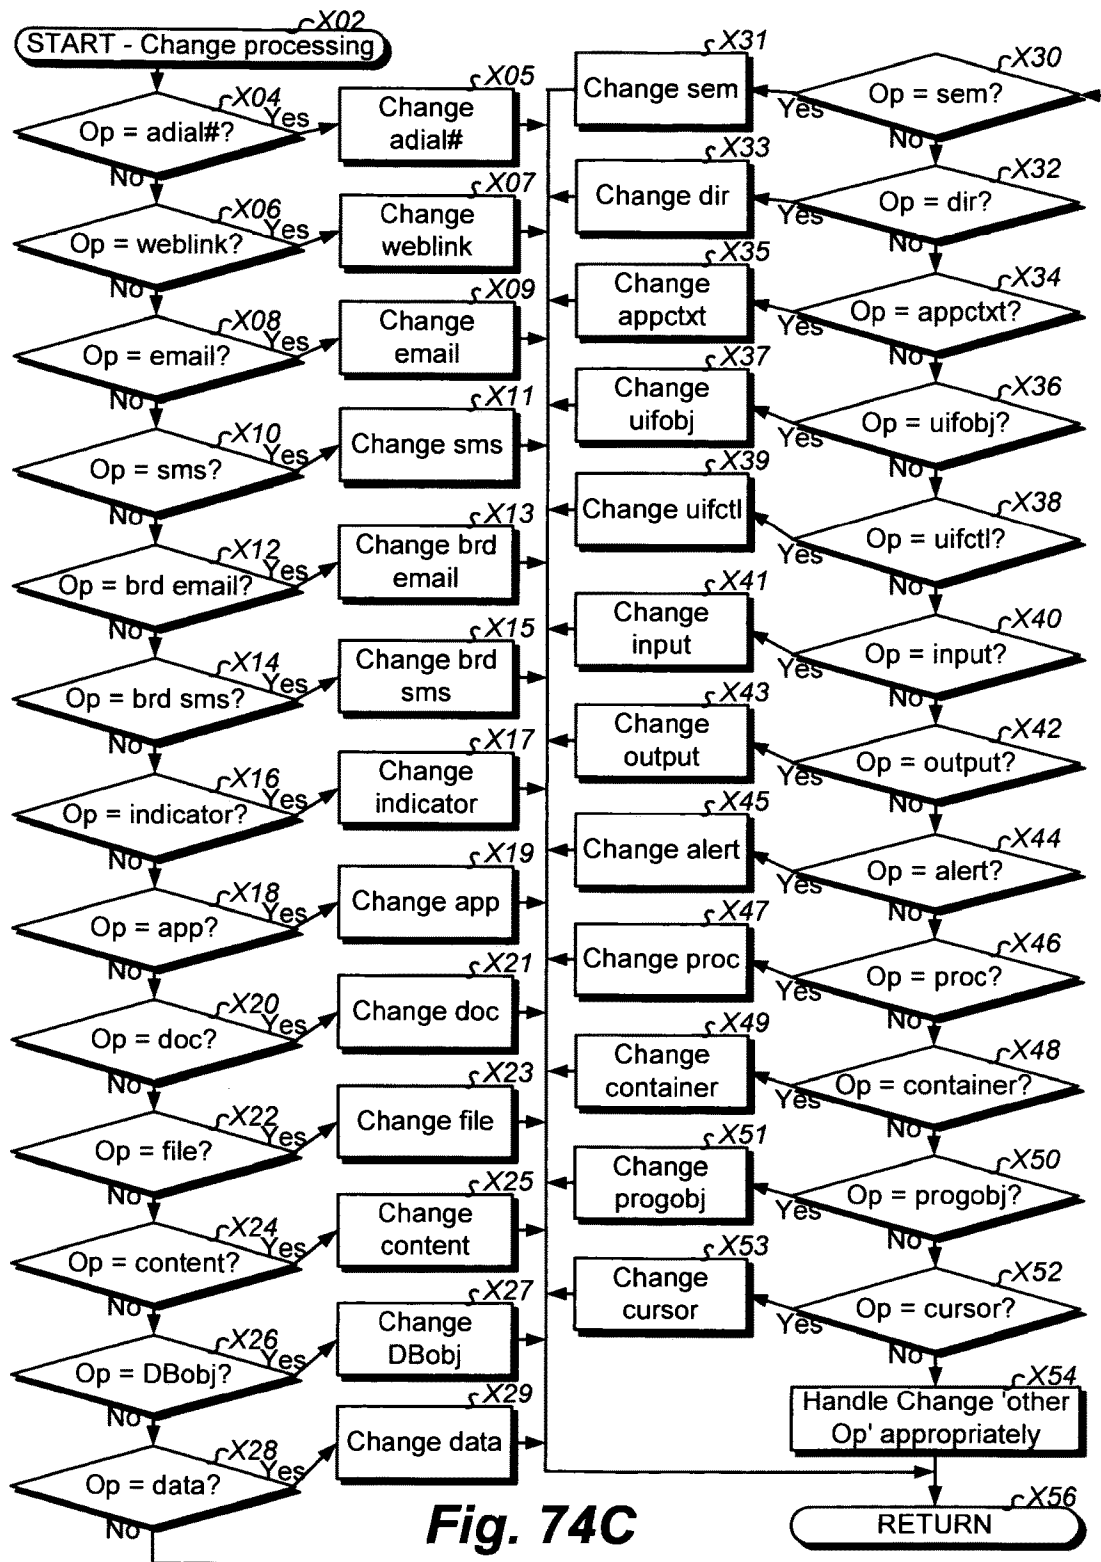 X02
START - Change processing
X04
Op = adial#?
Yes
No
X05
Change
adial#
X06
Op = weblink?
Yes
No
X07
Change
weblink
X08
Op = email?
Yes
No
X09
Change
email
X10
Op = sms?
Yes
No
X11
Change sms
X12
Op = brd email?
Yes
No
X13
Change brd
email
X14
Op = brd sms?
Yes
No
X15
Change brd
sms
X16
Op = indicator?
Yes
No
X17
Change
indicator
X18
Op = app?
Yes
No
X19
Change app
X20
Op = doc?
Yes
No
X21
Change doc
X22
Op = file?
Yes
No
X23
Change file
X24
Op = content?
Yes
No
X25
Change
content
X26
Op = DBobj?
Yes
No
X27
Change
DBobj
X28
Op = data?
Yes
No
X29
Change data
X30
Op = sem?
Yes
No
X31
Change sem
X32
Op = dir?
Yes
No
X33
Change dir
X34
Op = appctxt?
Yes
No
X35
Change
appctxt
X36
Op = uifobj?
Yes
No
X37
Change
uifobj
X38
Op = uifctl?
Yes
No
X39
Change uifctl
X40
Op = input?
Yes
No
X41
Change
input
X42
Op = output?
Yes
No
X43
Change
output
X44
Op = alert?
Yes
No
X45
Change alert
X46
Op = proc?
Yes
No
X47
Change proc
X48
Op = container?
Yes
No
X49
Change
container
X50
Op = progobj?
Yes
No
X51
Change
progobj
X52
Op = cursor?
Yes
No
X53
Change
cursor
X54
Handle Change 'other
Op' appropriately
X56
RETURN
Fig. 74C